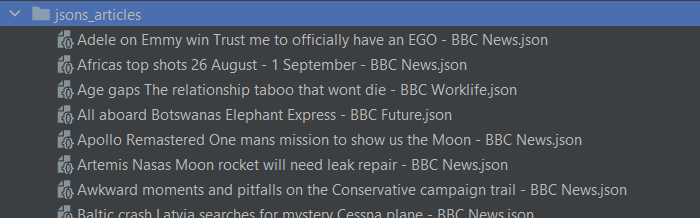 jsons_articles
Adele on Emmy win Trust me to officially have an EGO - BBC News.json
Africas top shots 26 August - 1 September - BBC News.json
Age gaps The relationship taboo that wont die - BBC Worklife.json
All aboard Botswanas Elephant Express - BBC Future.json
Apollo Remastered One mans mission to show us the Moon - BBC News.json
Artemis Nasas Moon rocket will need leak repair - BBC News.json
Awkward moments and pitfalls on the Conservative campaign trail - BBC News.json
Baltic crash Latvia searches for mystery Cessna plane - BBC News.json